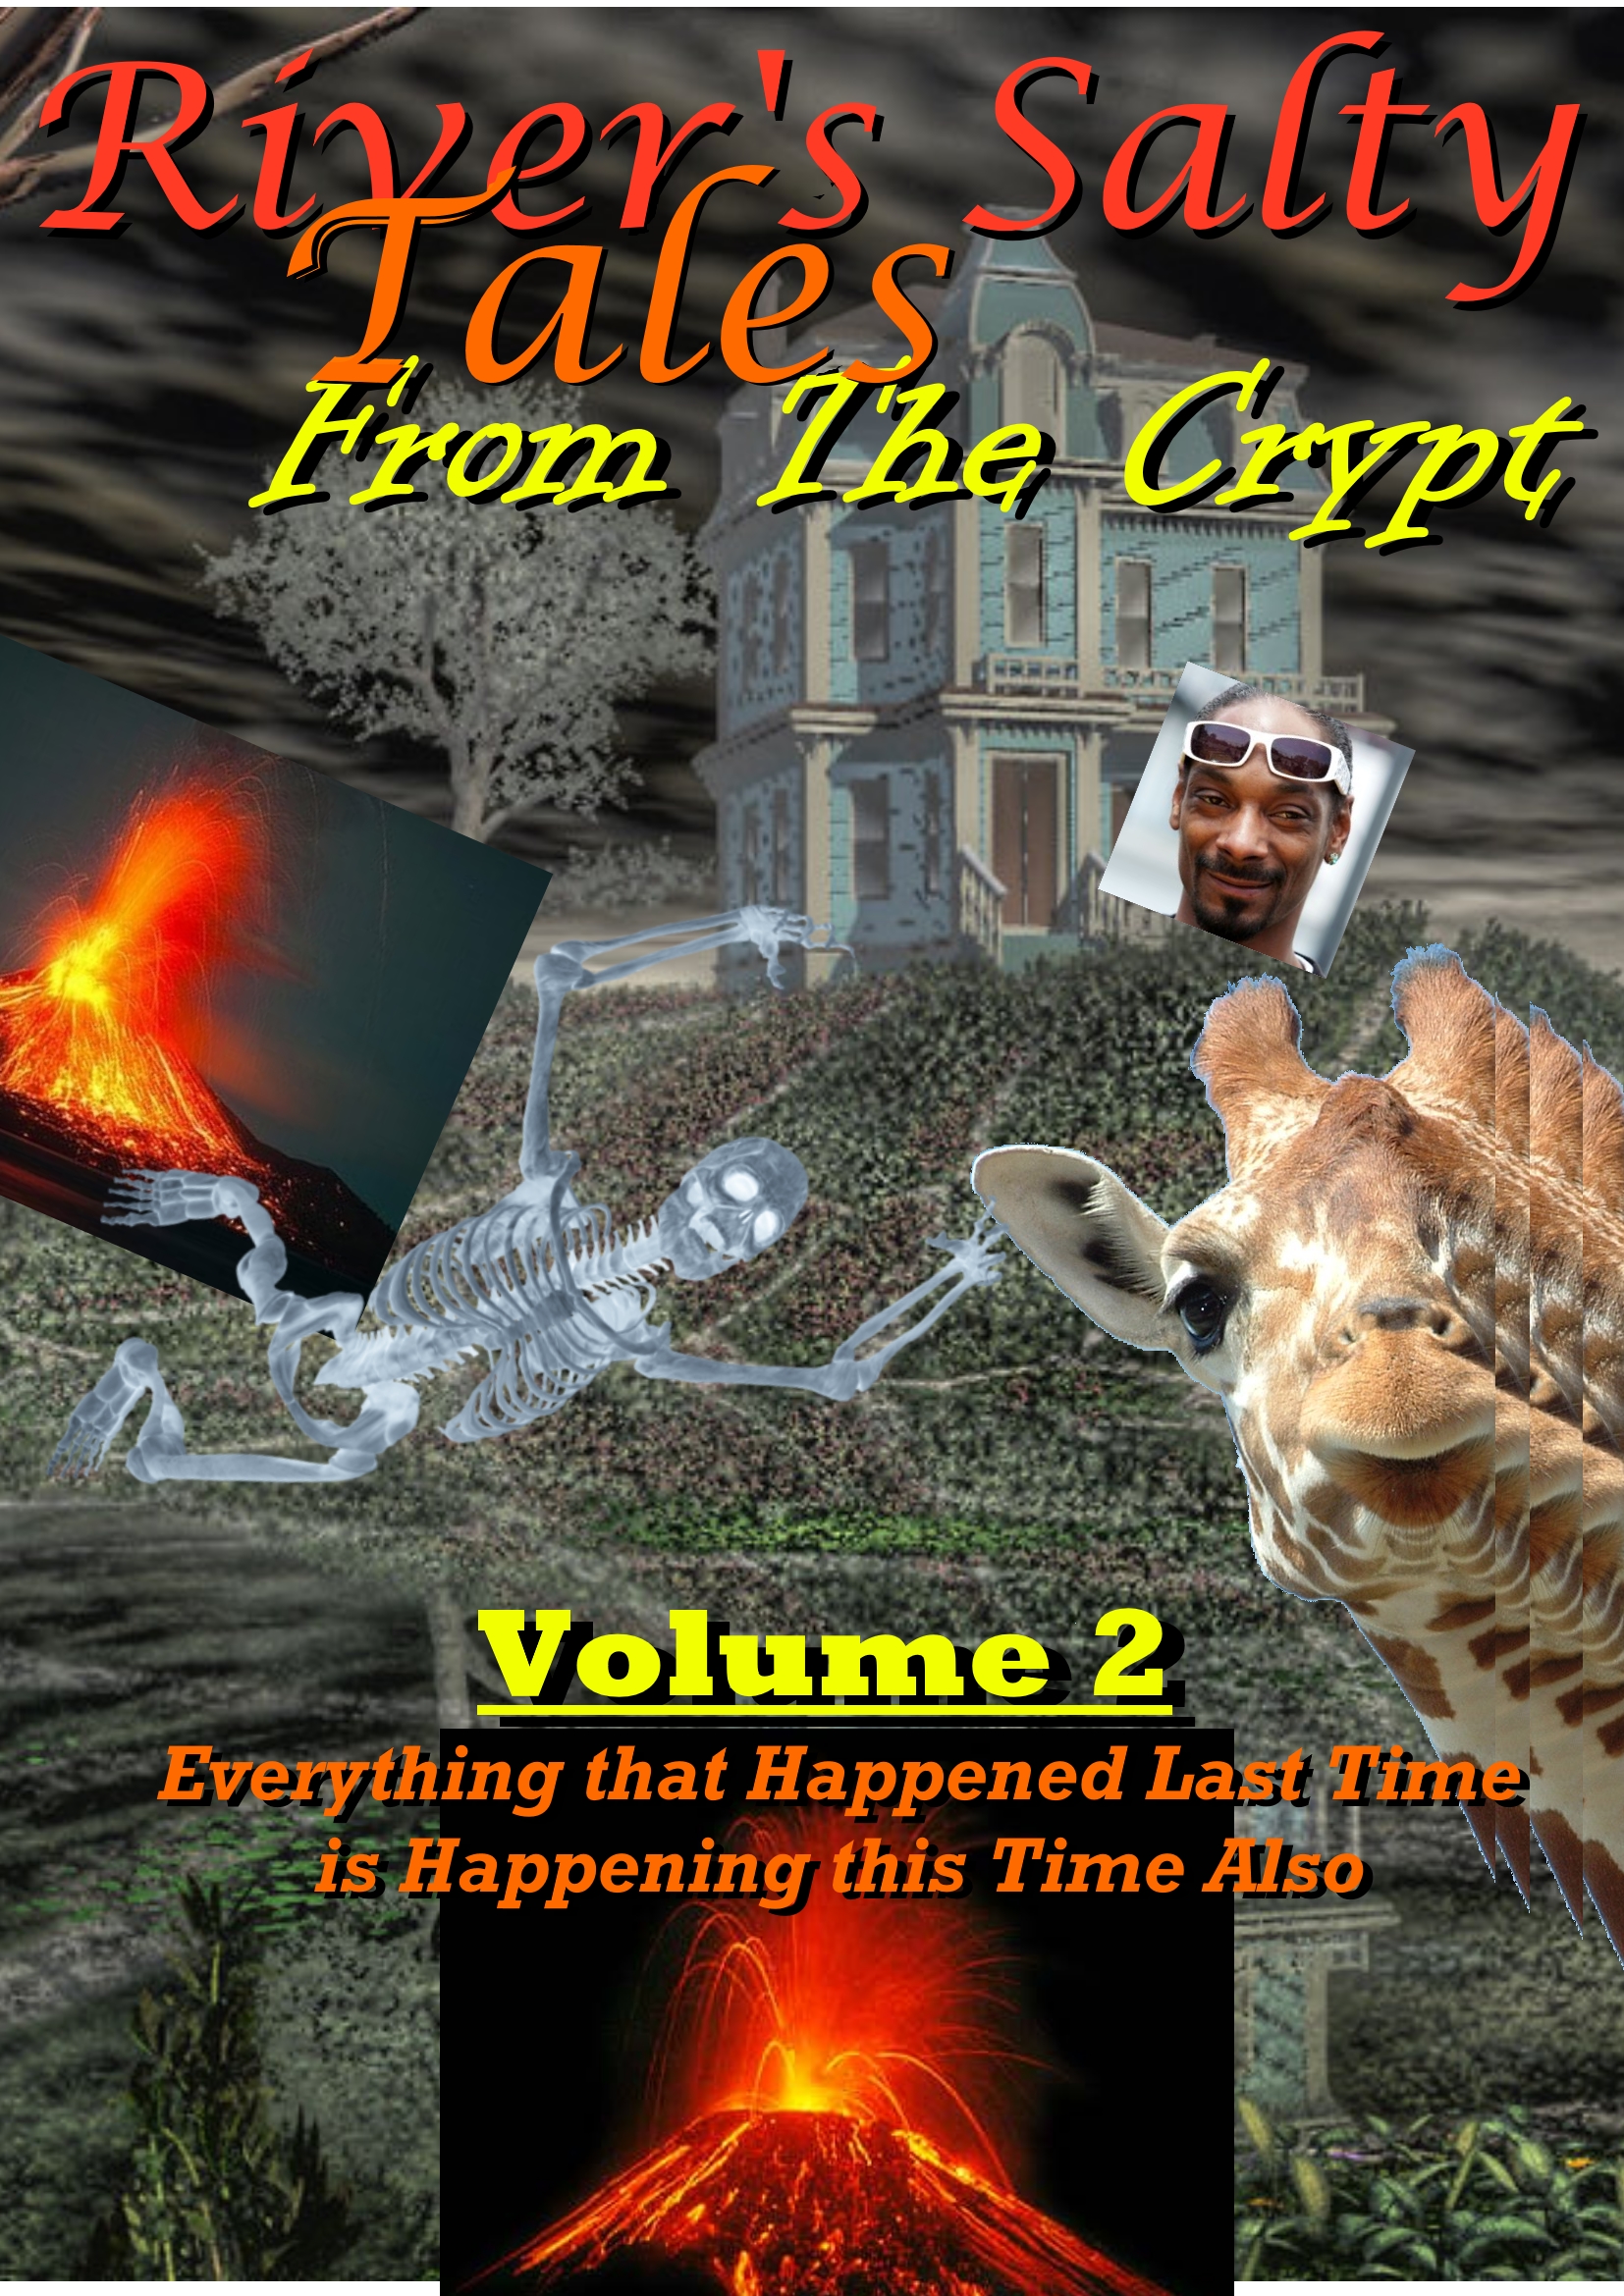 River's Salty
Tales
From The Crypt
Volume 2
Everything that Happened Last Time
is Happening this Time Also